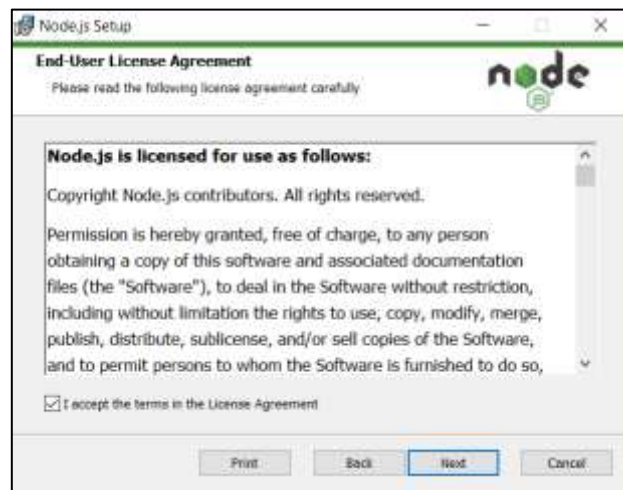 Node.js Setup
End-User License Agreement
Please read the following license agreement carefully
node
JS
Node.js is licensed for use as follows:
Copyright Node.js contributors. All rights reserved.
Permission is hereby granted, free of charge, to any person
obtaining a copy of this software and associated documentation
files (the "Software"), to deal in the Software without restriction,
including without limitation the rights to use, copy, modify, merge,
publish, distribute, sublicense, and/or sell copies of the Software,
and to permit persons to whom the Software is furnished to do so,
I accept the terms in the License Agreement
Print
Back
Next
Cancel